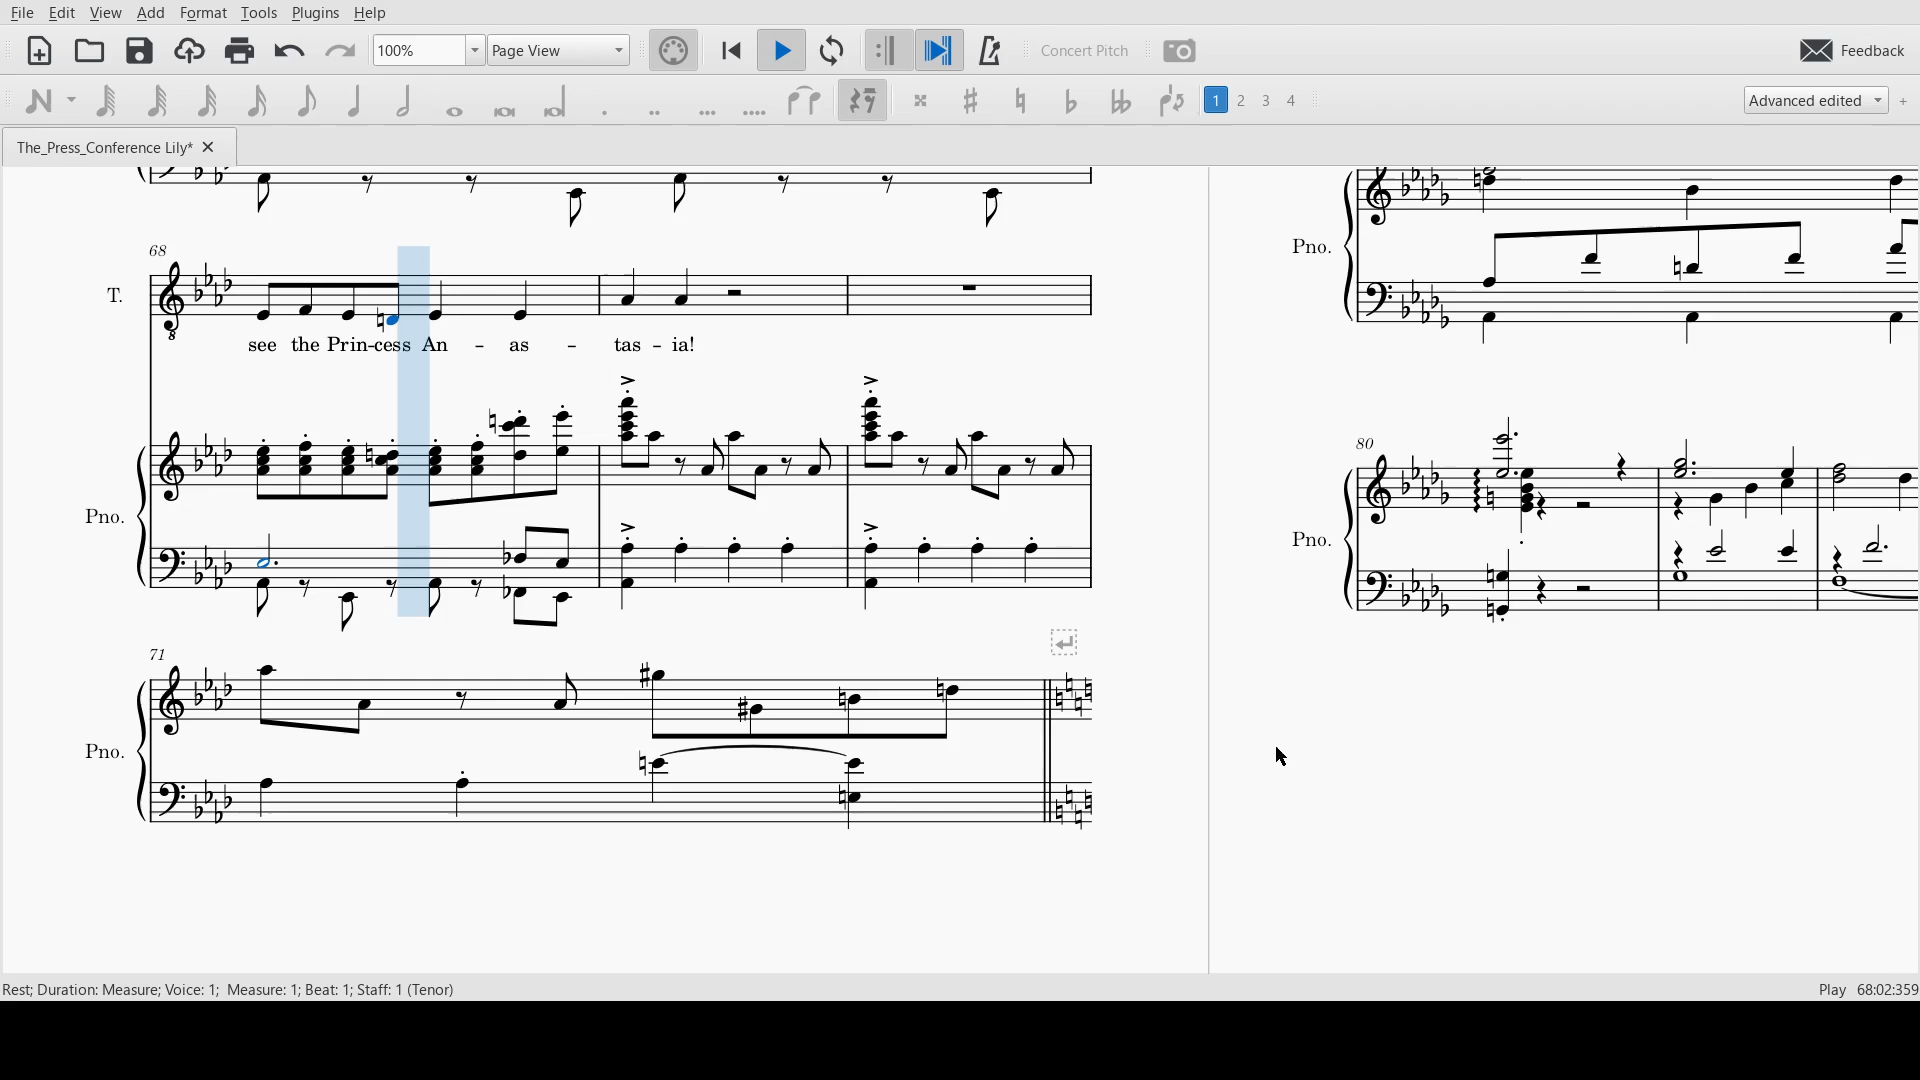 File Edit View Add Format Tools Plugins Help
100% Page View Concert Pitch Feedback
1 2 3 4 Advanced edited +
The_Press_Conference Lily*
68
T.
see the Prin-cess An - as - tas - ia!
Pno.
71
Pno.
Pno.
80
Pno.
Rest; Duration: Measure; Voice: 1; Measure: 1; Beat: 1; Staff: 1 (Tenor) Play 68:02:359